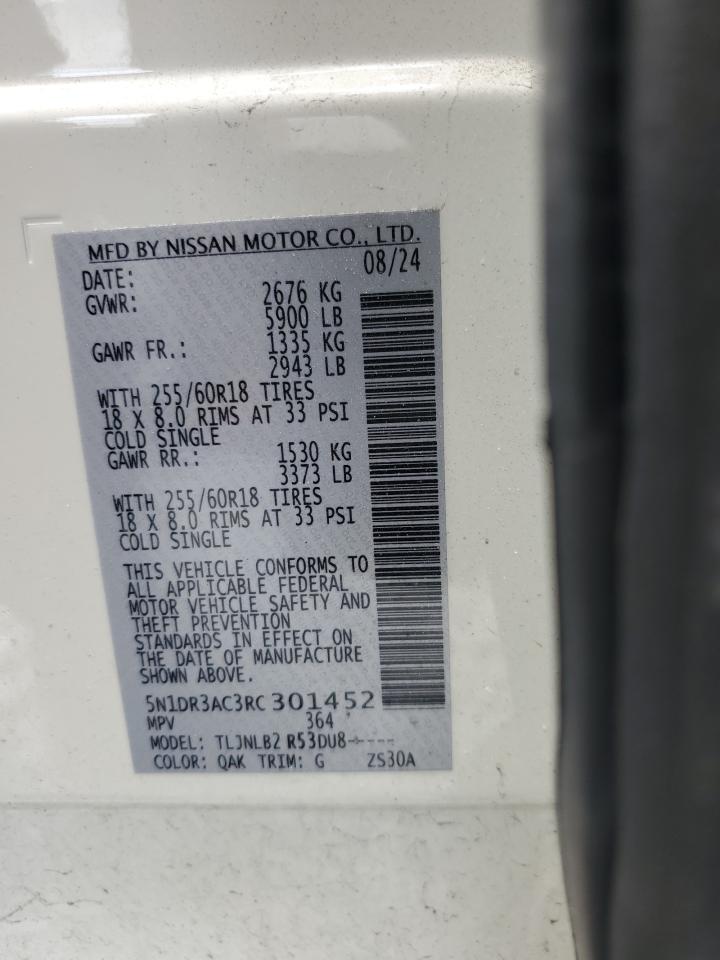 MFD BY NISSAN MOTOR CO., LTD.
DATE: 08/24
GVWR: 2676 KG
5900 LB
GAWR FR.: 1335 KG
2943 LB
WITH 255/60R18 TIRES
18 X 8.0 RIMS AT 33 PSI
COLD SINGLE
GAWR RR.: 1530 KG
3373 LB
WITH 255/60R18 TIRES
18 X 8.0 RIMS AT 33 PSI
COLD SINGLE
THIS VEHICLE CONFORMS TO
ALL APPLICABLE FEDERAL
MOTOR VEHICLE SAFETY AND
THEFT PREVENTION
STANDARDS IN EFFECT ON
THE DATE OF MANUFACTURE
SHOWN ABOVE.
5N1DR3AC3RC 301452
MPV 364
MODEL: TLJNLB2 R53DU8-----
COLOR: QAK TRIM: G ZS30A